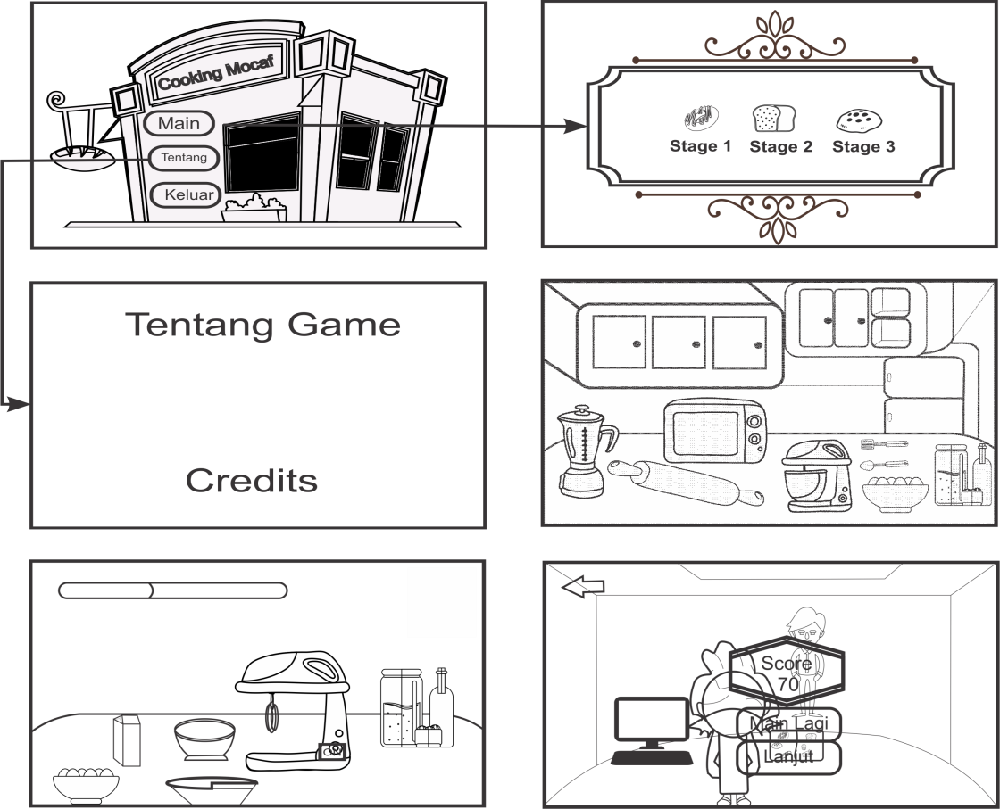 Cooking Mocaf
Main
Tentang
Keluar
Stage 1 Stage 2 Stage 3
Tentang Game
Credits
Score
70
Main Lagi
Lanjut